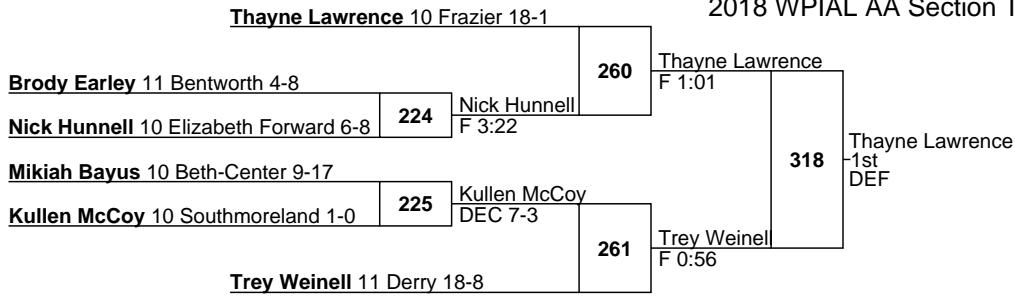 2018 WPIAL AA Section 1
Thayne Lawrence 10 Frazier 18-1
260
Thayne Lawrence
F 1:01
Brody Earley 11 Bentworth 4-8
224
Nick Hunnell
F 3:22
Nick Hunnell 10 Elizabeth Forward 6-8
318
Thayne Lawrence
1st
DEF
Mikiah Bayus 10 Beth-Center 9-17
225
Kullen McCoy
DEC 7-3
Kullen McCoy 10 Southmoreland 1-0
261
Trey Weinell
F 0:56
Trey Weinell 11 Derry 18-8